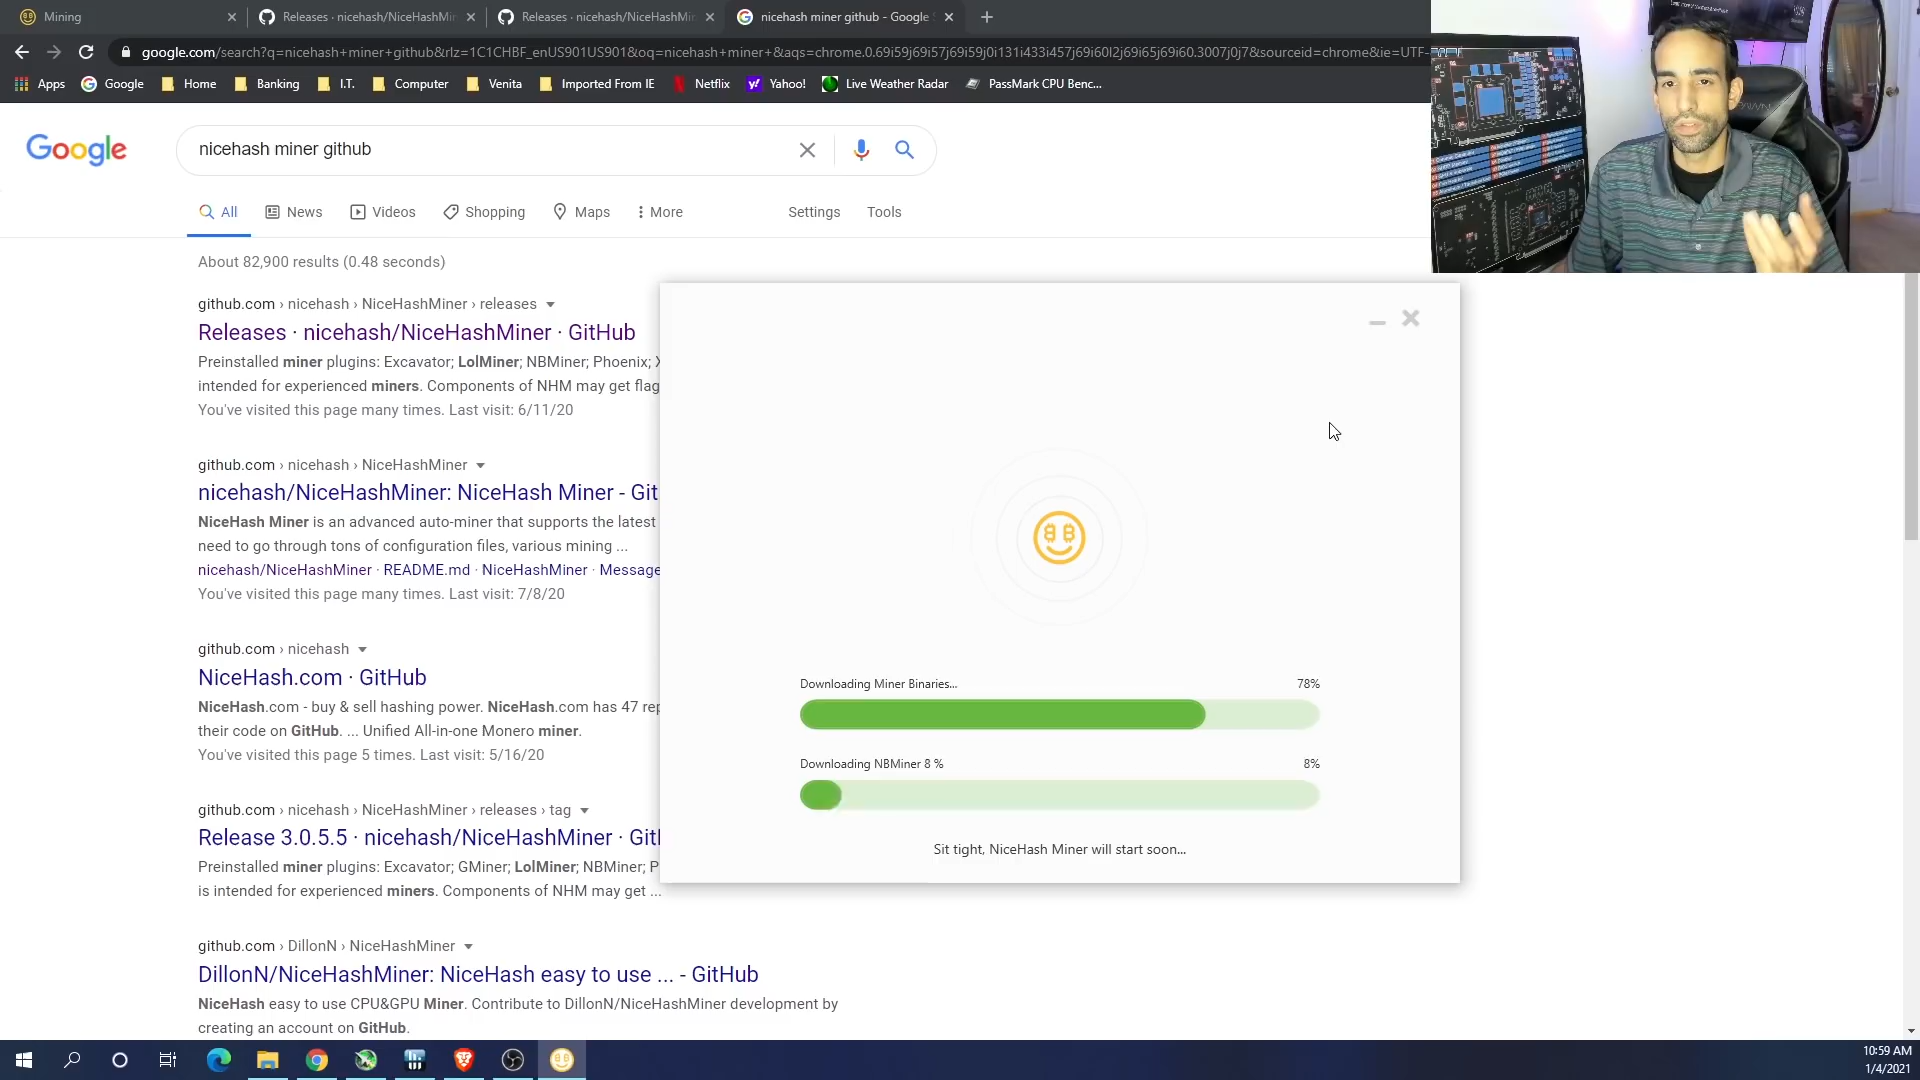 Mining
Releases · nicehash/NiceHashMin
Releases · nicehash/NiceHashMin
nicehash miner github - Google S
google.com/search?q=nicehash+miner+github&rlz=1C1CHBF_enUS901US901&oq=nicehash+miner+&aqs=chrome.0.69i59j69i57j69i59j0i131i433i457j69i60l2j69i65j69i60.3007j0j7&sourceid=chrome&ie=UTF-
Apps
Google
Home
Banking
I.T.
Computer
Venita
Imported From IE
Netflix
Yahoo!
Live Weather Radar
PassMark CPU Benc...
Google
nicehash miner github
All
News
Videos
Shopping
Maps
More
Settings
Tools
About 82,900 results (0.48 seconds)
github.com › nicehash › NiceHashMiner › releases
Releases · nicehash/NiceHashMiner · GitHub
Preinstalled miner plugins: Excavator; LolMiner; NBMiner; Phoenix; X
intended for experienced miners. Components of NHM may get flag
You've visited this page many times. Last visit: 6/11/20
github.com › nicehash › NiceHashMiner
nicehash/NiceHashMiner: NiceHash Miner - Git
NiceHash Miner is an advanced auto-miner that supports the latest
need to go through tons of configuration files, various mining ...
nicehash/NiceHashMiner · README.md · NiceHashMiner · Message
You've visited this page many times. Last visit: 7/8/20
github.com › nicehash
NiceHash.com · GitHub
NiceHash.com - buy & sell hashing power. NiceHash.com has 47 rep
their code on GitHub. ... Unified All-in-one Monero miner.
You've visited this page 5 times. Last visit: 5/16/20
github.com › nicehash › NiceHashMiner › releases › tag
Release 3.0.5.5 · nicehash/NiceHashMiner · GitH
Preinstalled miner plugins: Excavator; GMiner; LolMiner; NBMiner; P
is intended for experienced miners. Components of NHM may get ...
github.com › DillonN › NiceHashMiner
DillonN/NiceHashMiner: NiceHash easy to use ... - GitHub
NiceHash easy to use CPU&GPU Miner. Contribute to DillonN/NiceHashMiner development by
creating an account on GitHub.
Downloading Miner Binaries...
78%
Downloading NBMiner 8 %
8%
Sit tight, NiceHash Miner will start soon...
10:59 AM
1/4/2021